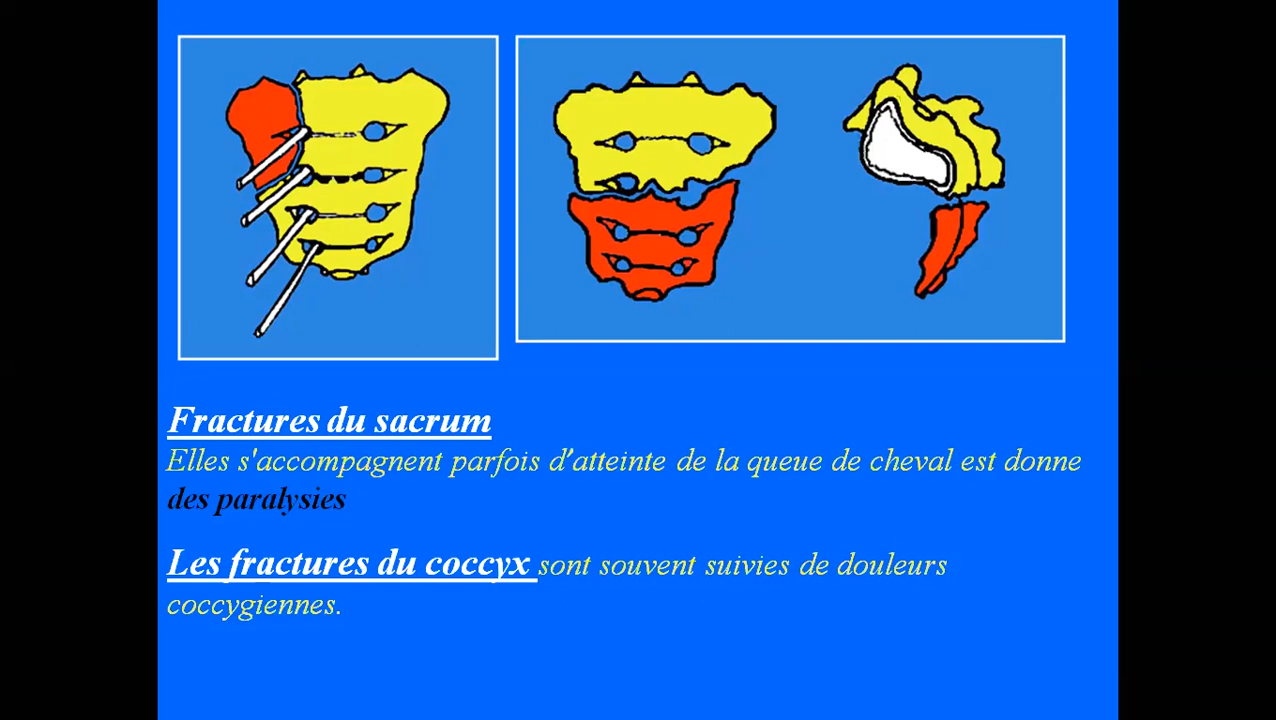 Fractures du sacrum
Elles s'accompagnent parfois d'atteinte de la queue de cheval est donne
des paralysies
Les fractures du coccyx sont souvent suivies de douleurs
coccygiennes.